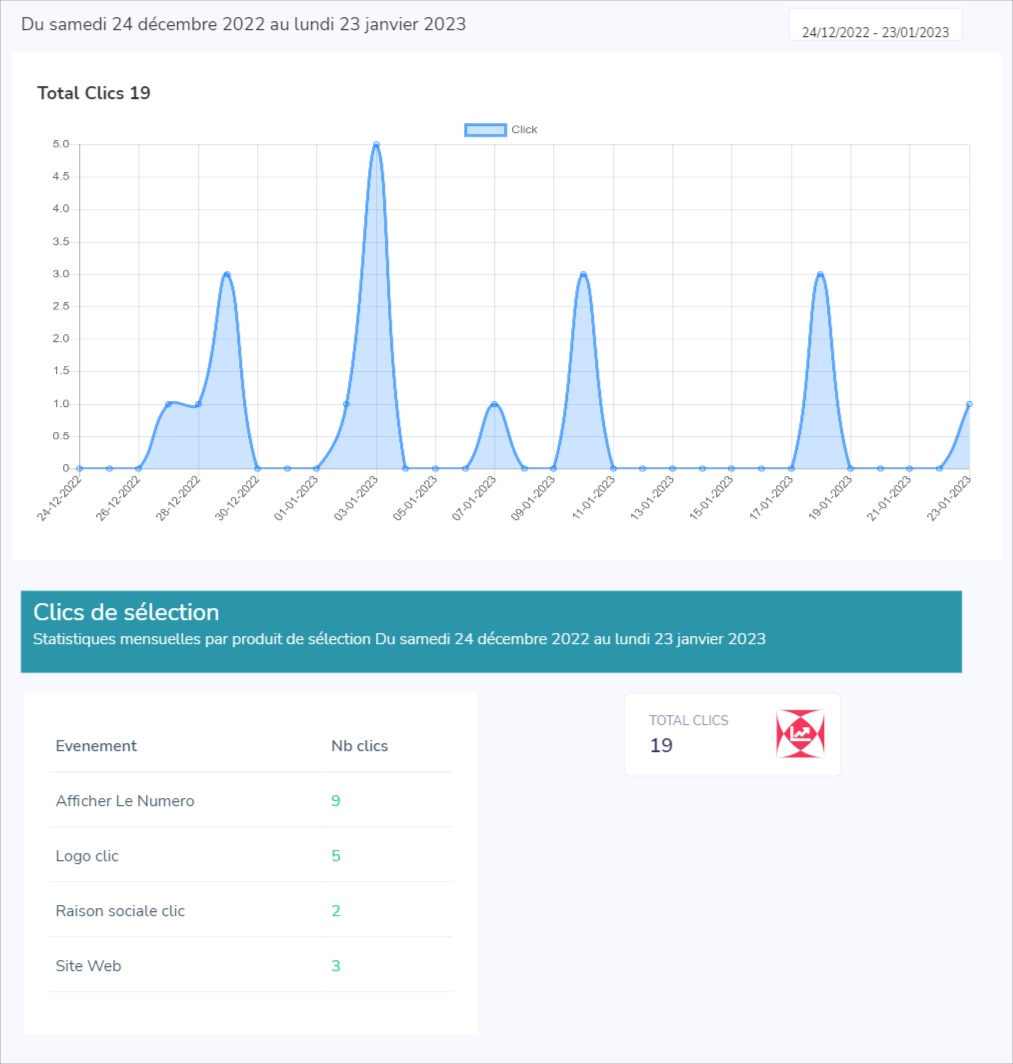 Du samedi 24 décembre 2022 au lundi 23 janvier 2023
24/12/2022 - 23/01/2023
Total Clics 19
Click
5.0
4.5
4.0
3.5
3.0
2.5
2.0
1.5
1.0
0.5
0
24-12-2022
26-12-2022
28-12-2022
30-12-2022
01-01-2023
03-01-2023
05-01-2023
07-01-2023
09-01-2023
11-01-2023
13-01-2023
15-01-2023
17-01-2023
19-01-2023
21-01-2023
23-01-2023
Clics de sélection
Statistiques mensuelles par produit de sélection Du samedi 24 décembre 2022 au lundi 23 janvier 2023
Evenement Nb clics
Afficher Le Numero 9
Logo clic 5
Raison sociale clic 2
Site Web 3
TOTAL CLICS
19